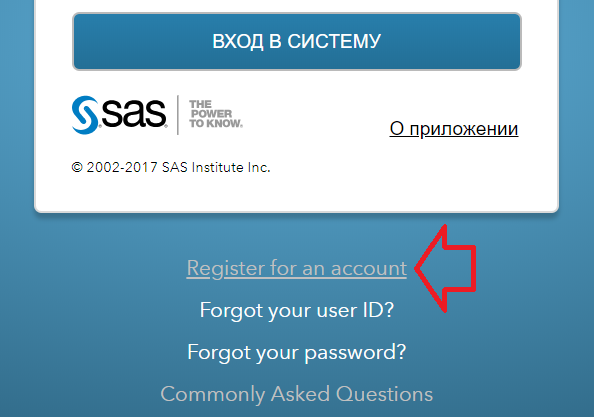 ВХОД В СИСТЕМУ
sas
THE
POWER
TO KNOW.
О приложении
© 2002-2017 SAS Institute Inc.
Register for an account
Forgot your user ID?
Forgot your password?
Commonly Asked Questions